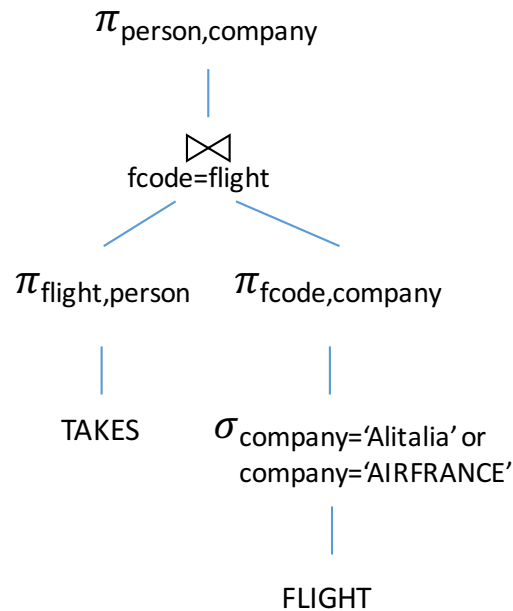 π person,company
⋈
fcode=flight
π flight,person π fcode,company
TAKES σ company=‘Alitalia’ or
company=‘AIRFRANCE’
FLIGHT